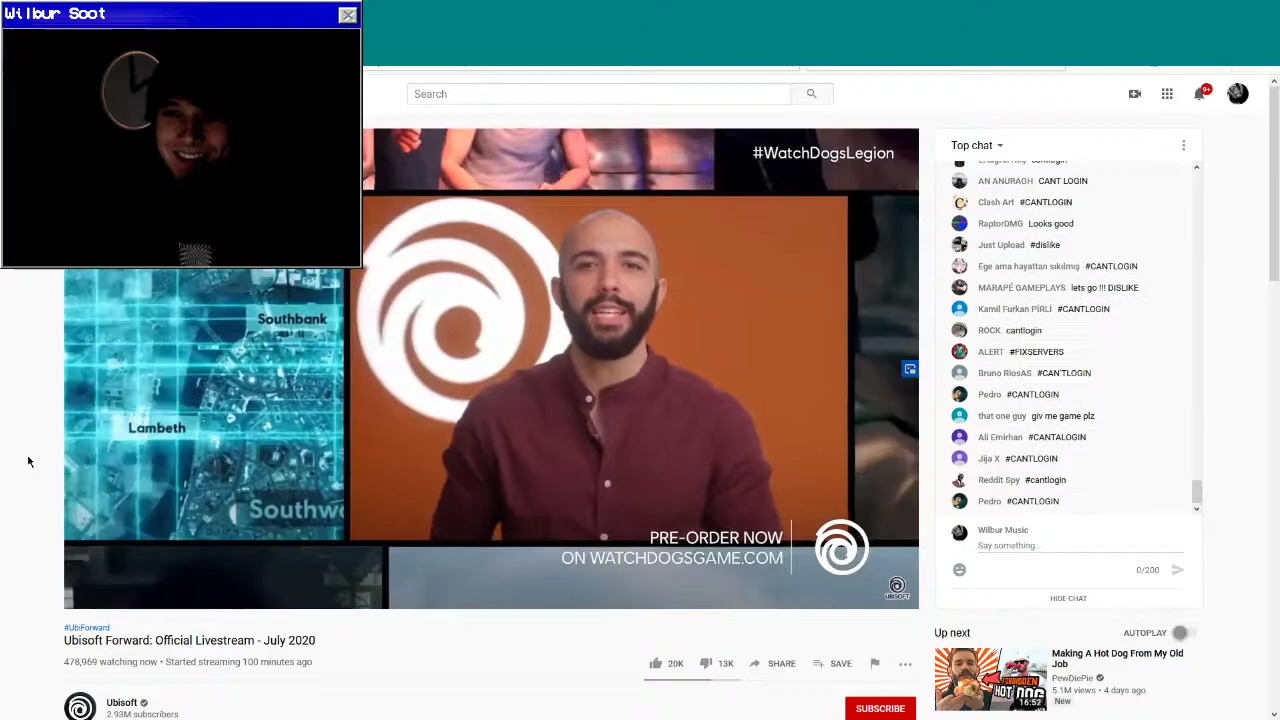 Wilbur Soot
Search
9+
#WatchDogsLegion
Southbank
Lambeth
PRE-ORDER NOW
ON WATCHDOGSGAME.COM
UBISOFT
Top chat
AN ANURAGH CANT LOGIN
Clash Art #CANTLOGIN
RaptorDMG Looks good
Just Upload #dislike
Ege ama hayattan sıkılmış #CANTLOGIN
MARAPÉ GAMEPLAYS lets go !!! DISLIKE
Kamil Furkan PİRLİ #CANTLOGIN
ROCK cantlogin
ALERT #FIXSERVERS
Bruno RiosAS #CAN'TLOGIN
Pedro #CANTLOGIN
that one guy giv me game plz
Ali Emirhan #CANTALOGIN
Jija X #CANTLOGIN
Reddit Spy #cantlogin
Pedro #CANTLOGIN
Wilbur Music
Say something...
0/200
HIDE CHAT
#UbiForward
Ubisoft Forward: Official Livestream - July 2020
478,969 watching now • Started streaming 100 minutes ago
20K 13K SHARE SAVE
Ubisoft
2.93M subscribers
SUBSCRIBE
Up next AUTOPLAY
Making A Hot Dog From My Old
Job
PewDiePie
5.1M views • 4 days ago
New
FORBIDDEN
HOT DOG
16:52